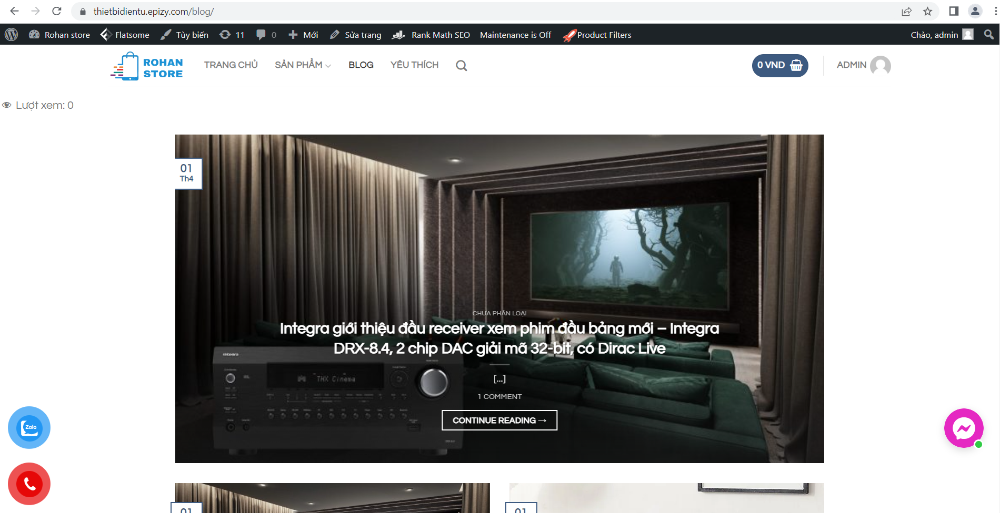 thietbidientu.epizy.com/blog/
Rohan store
Flatsome
Tùy biến
11
0
Mới
Sửa trang
Rank Math SEO
Maintenance is Off
Product Filters
Chào, admin
ROHAN
STORE
TRANG CHỦ
SẢN PHẨM
BLOG
YÊU THÍCH
0 VND
ADMIN
Lượt xem: 0
01
Th4
CHƯA PHÂN LOẠI
Integra giới thiệu đầu receiver xem phim đầu bảng mới – Integra
DRX-8.4, 2 chip DAC giải mã 32-bit, có Dirac Live
Integra
THX Cinema
[...]
1 COMMENT
CONTINUE READING →
Zalo
01
01